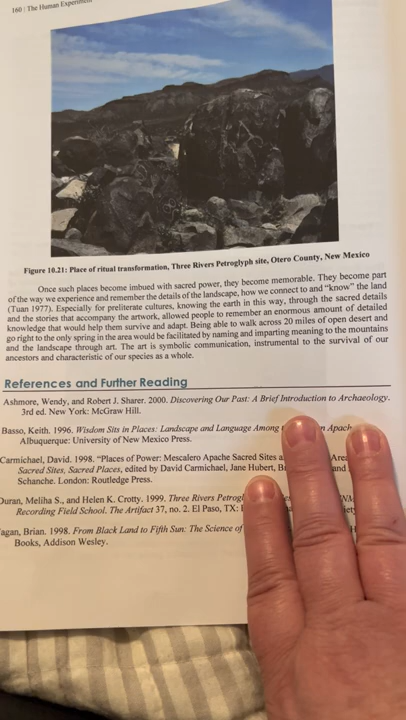 160 | The Human Experiment
Figure 10.21: Place of ritual transformation, Three Rivers Petroglyph site, Otero County, New Mexico
Once such places become imbued with sacred power, they become memorable. They become part
of the way we experience and remember the details of the landscape, how we connect to and “know” the land
(Tuan 1977). Especially for preliterate cultures, knowing the earth in this way, through the sacred details
and the stories that accompany the artwork, allowed people to remember an enormous amount of detailed
knowledge that would help them survive and adapt. Being able to walk across 20 miles of open desert and
go right to the only spring in the area would be facilitated by naming and imparting meaning to the mountains
and the landscape through art. The art is symbolic communication, instrumental to the survival of our
ancestors and characteristic of our species as a whole.
References and Further Reading
Ashmore, Wendy, and Robert J. Sharer. 2000. Discovering Our Past: A Brief Introduction to Archaeology.
3rd ed. New York: McGraw Hill.
Basso, Keith. 1996. Wisdom Sits in Places: Landscape and Language Among
Albuquerque: University of New Mexico Press.
Carmichael, David. 1998. “Places of Power: Mescalero Apache Sacred Sites a
Sacred Sites, Sacred Places, edited by David Carmichael, Jane Hubert, and
Schanche. London: Routledge Press.
Duran, Meliha S., and Helen K. Crotty. 1999. Three Rivers Petrogl
Recording Field School. The Artifact 37, no. 2. El Paso, TX:
agan, Brian. 1998. From Black Land to Fifth Sun: The Science of
Books, Addison Wesley.